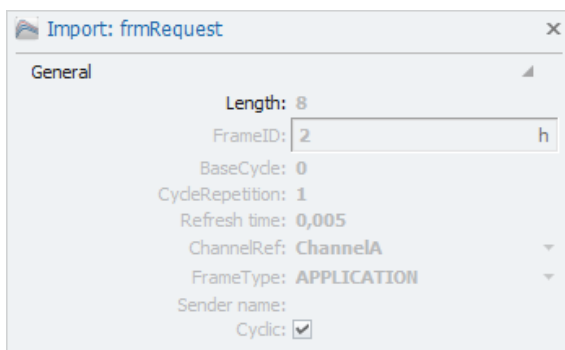 Import: frmRequest
General
Length: 8
FrameID: 2 h
BaseCycle: 0
CycleRepetition: 1
Refresh time: 0,005
ChannelRef: ChannelA
FrameType: APPLICATION
Sender name:
Cyclic: